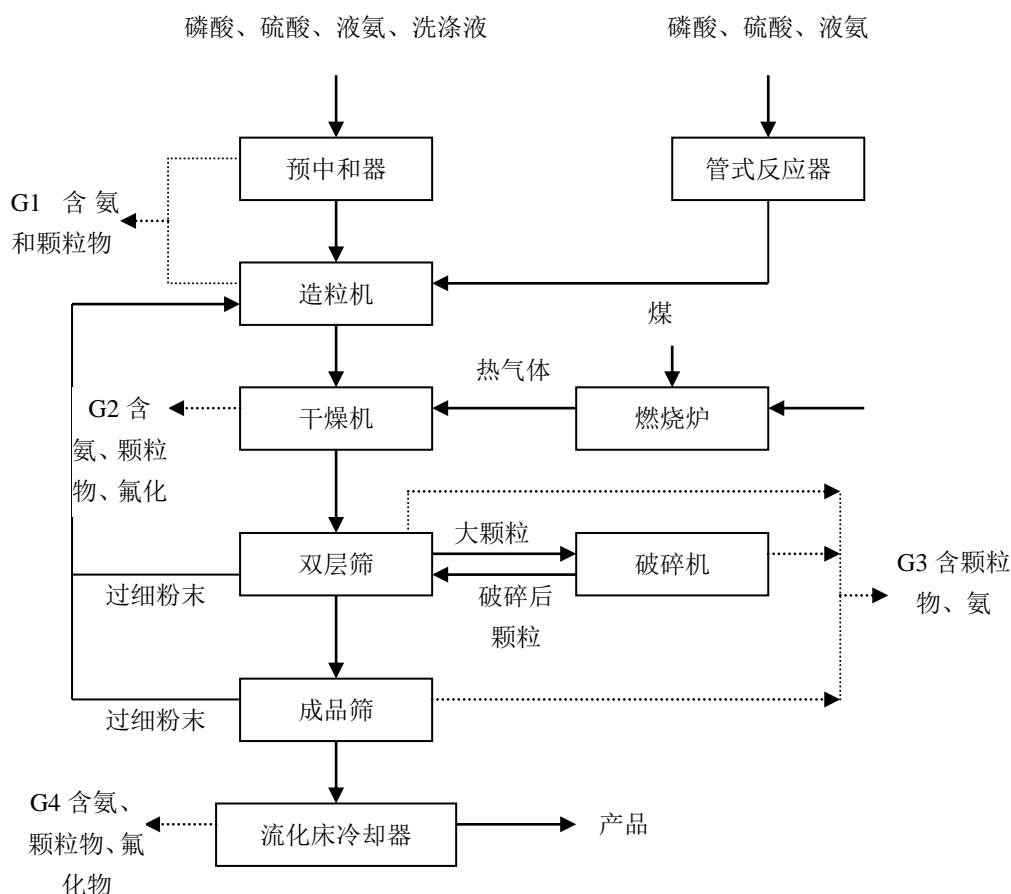 磷酸、硫酸、液氨、洗涤液
磷酸、硫酸、液氨
预中和器
管式反应器
G1 含氨
和颗粒物
造粒机
煤
热气体
G2 含
氨、颗粒
物、氟化
干燥机
燃烧炉
大颗粒
双层筛
破碎机
过细粉末
破碎后
颗粒
G3 含颗粒
物、氨
成品筛
过细粉末
G4 含氨、
颗粒物、氟
化物
流化床冷却器
产品